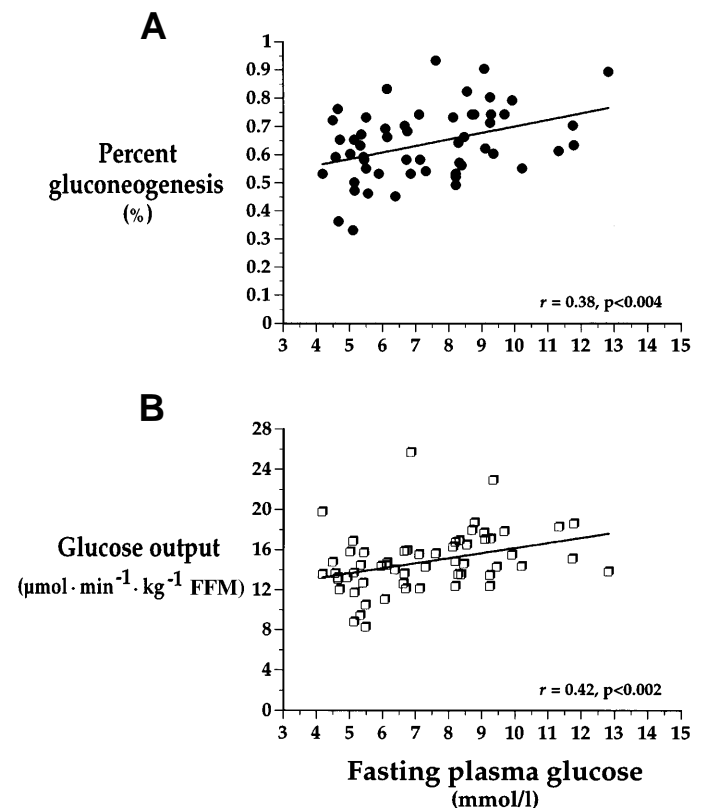 A
1
0.9
0.8
0.7
0.6
0.5
0.4
0.3
0.2
0.1
0
Percent
gluconeogenesis
(%)
r = 0.38, p<0.004
3 4 5 6 7 8 9 10 11 12 13 14 15
B
28
24
20
16
12
8
4
0
Glucose output
(µmol · min⁻¹ · kg⁻¹ FFM)
r = 0.42, p<0.002
3 4 5 6 7 8 9 10 11 12 13 14 15
Fasting plasma glucose
(mmol/l)